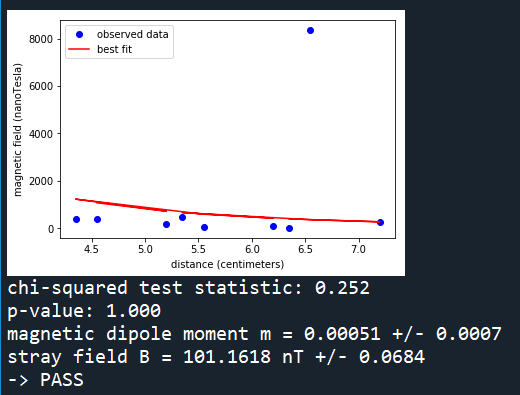 8000
6000
4000
2000
0
magnetic field (nanoTesla)
observed data
best fit
4.5 5.0 5.5 6.0 6.5 7.0
distance (centimeters)
chi-squared test statistic: 0.252
p-value: 1.000
magnetic dipole moment m = 0.00051 +/- 0.0007
stray field B = 101.1618 nT +/- 0.0684
-> PASS